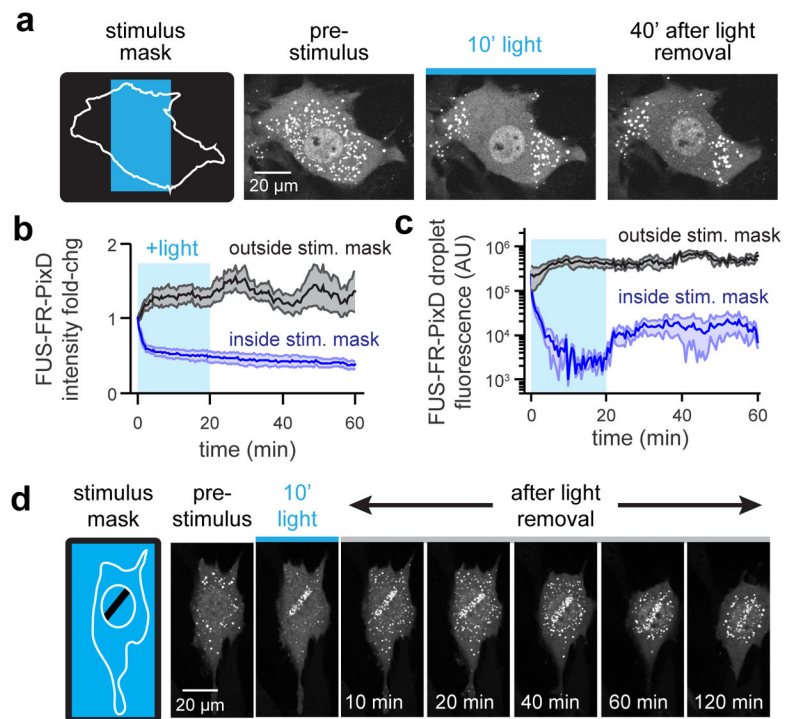 a
stimulus
mask
pre-
stimulus
10’ light
40’ after light
removal
20 µm
b
FUS-FR-PixD
intensity fold-chg
2
1
0
+light
outside stim. mask
inside stim. mask
0
20
40
60
time (min)
c
FUS-FR-PixD droplet
fluorescence (AU)
10⁶
10⁵
10⁴
10³
outside stim. mask
inside stim. mask
0
20
40
60
time (min)
d
stimulus
mask
pre-
stimulus
10’
light
after light
removal
20 µm
10 min
20 min
40 min
60 min
120 min